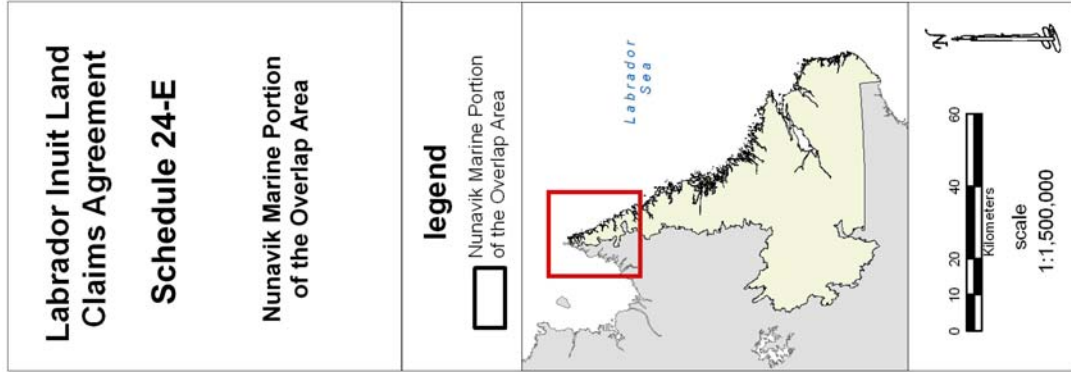 Labrador Inuit Land
Claims Agreement
Schedule 24-E
Nunavik Marine Portion
of the Overlap Area
legend
Nunavik Marine Portion
of the Overlap Area
Labrador
Sea
N
0 10 20 40 60
Kilometers
scale
1:1,500,000